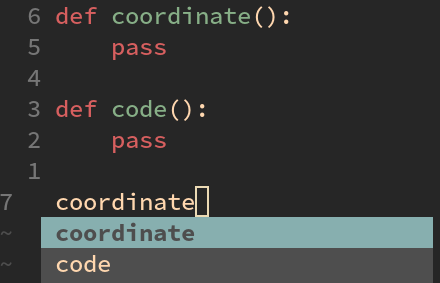 6 def coordinate():
5     pass
4
3 def code():
2     pass
1
7 coordinate
~ coordinate
~ code